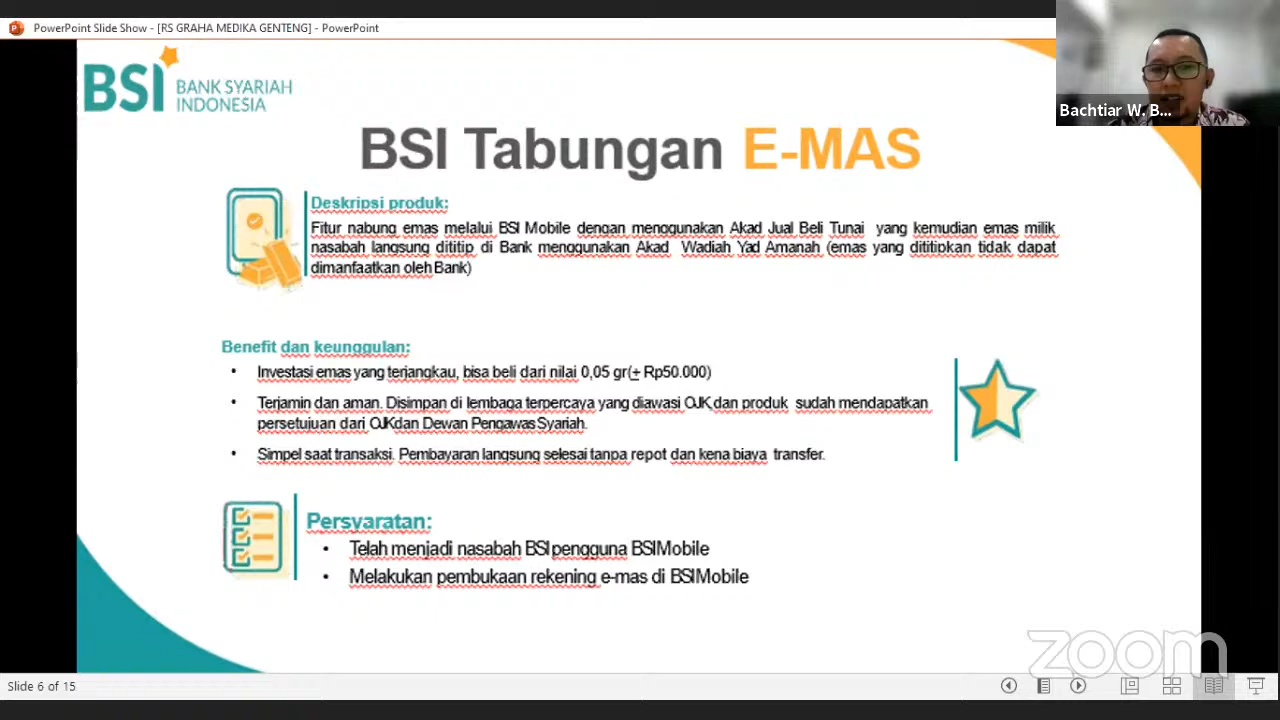 PowerPoint Slide Show - [RS GRAHA MEDIKA GENTENG] - PowerPoint
Bachtiar W. B...
BSI BANK SYARIAH
INDONESIA
BSI Tabungan E-MAS
Deskripsi produk:
Fitur nabung emas melalui BSI Mobile dengan menggunakan Akad Jual Beli Tunai yang kemudian emas milik
nasabah langsung dititip di Bank menggunakan Akad Wadiah Yad Amanah (emas yang dititipkan tidak dapat
dimanfaatkan oleh Bank)
Benefit dan keunggulan:
• Investasi emas yang terjangkau, bisa beli dari nilai 0,05 gr(± Rp50.000)
• Terjamin dan aman. Disimpan di lembaga terpercaya yang diawasi OJK dan produk sudah mendapatkan
persetujuan dari OJK dan Dewan Pengawas Syariah.
• Simpel saat transaksi. Pembayaran langsung selesai tanpa repot dan kena biaya transfer.
Persyaratan:
• Telah menjadi nasabah BSI pengguna BSI Mobile
• Melakukan pembukaan rekening e-mas di BSI Mobile
zoom
Slide 6 of 15